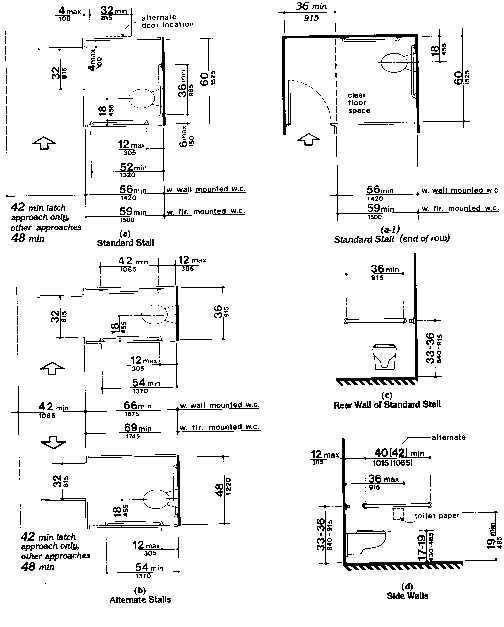 4 max
100
32 min
815
alternate
door location
32
815
4 max
100
18
455
36 min
915
60
1525
6 max
150
12 max
305
52 min
1320
56 min
1420
w. wall mounted w.c.
59 min
1500
w. flr. mounted w.c.
42 min latch
approach only,
other approaches
48 min
(a)
Standard Stall
36 min
915
18
455
60
1525
clear
floor
space
56 min
1420
w. wall mounted w.c.
59 min
1500
w. flr. mounted w.c.
(a-1)
Standard Stall (end of row)
42 min
1065
12 max
305
32
815
18
455
36
915
12 max
305
54 min
1370
42 min
1065
66 min
1675
w. wall mounted w.c.
69 min
1745
w. flr. mounted w.c.
32
815
18
455
48
1220
42 min latch
approach only,
other approaches
48 min
12 max
305
54 min
1370
(b)
Alternate Stalls
36 min
915
33-36
840-915
(c)
Rear Wall of Standard Stall
alternate
12 max
305
40 (42) min
1015 (1065)
36 max
915
toilet paper
33-36
840-915
17-19
430-485
19 min
485
(d)
Side Walls